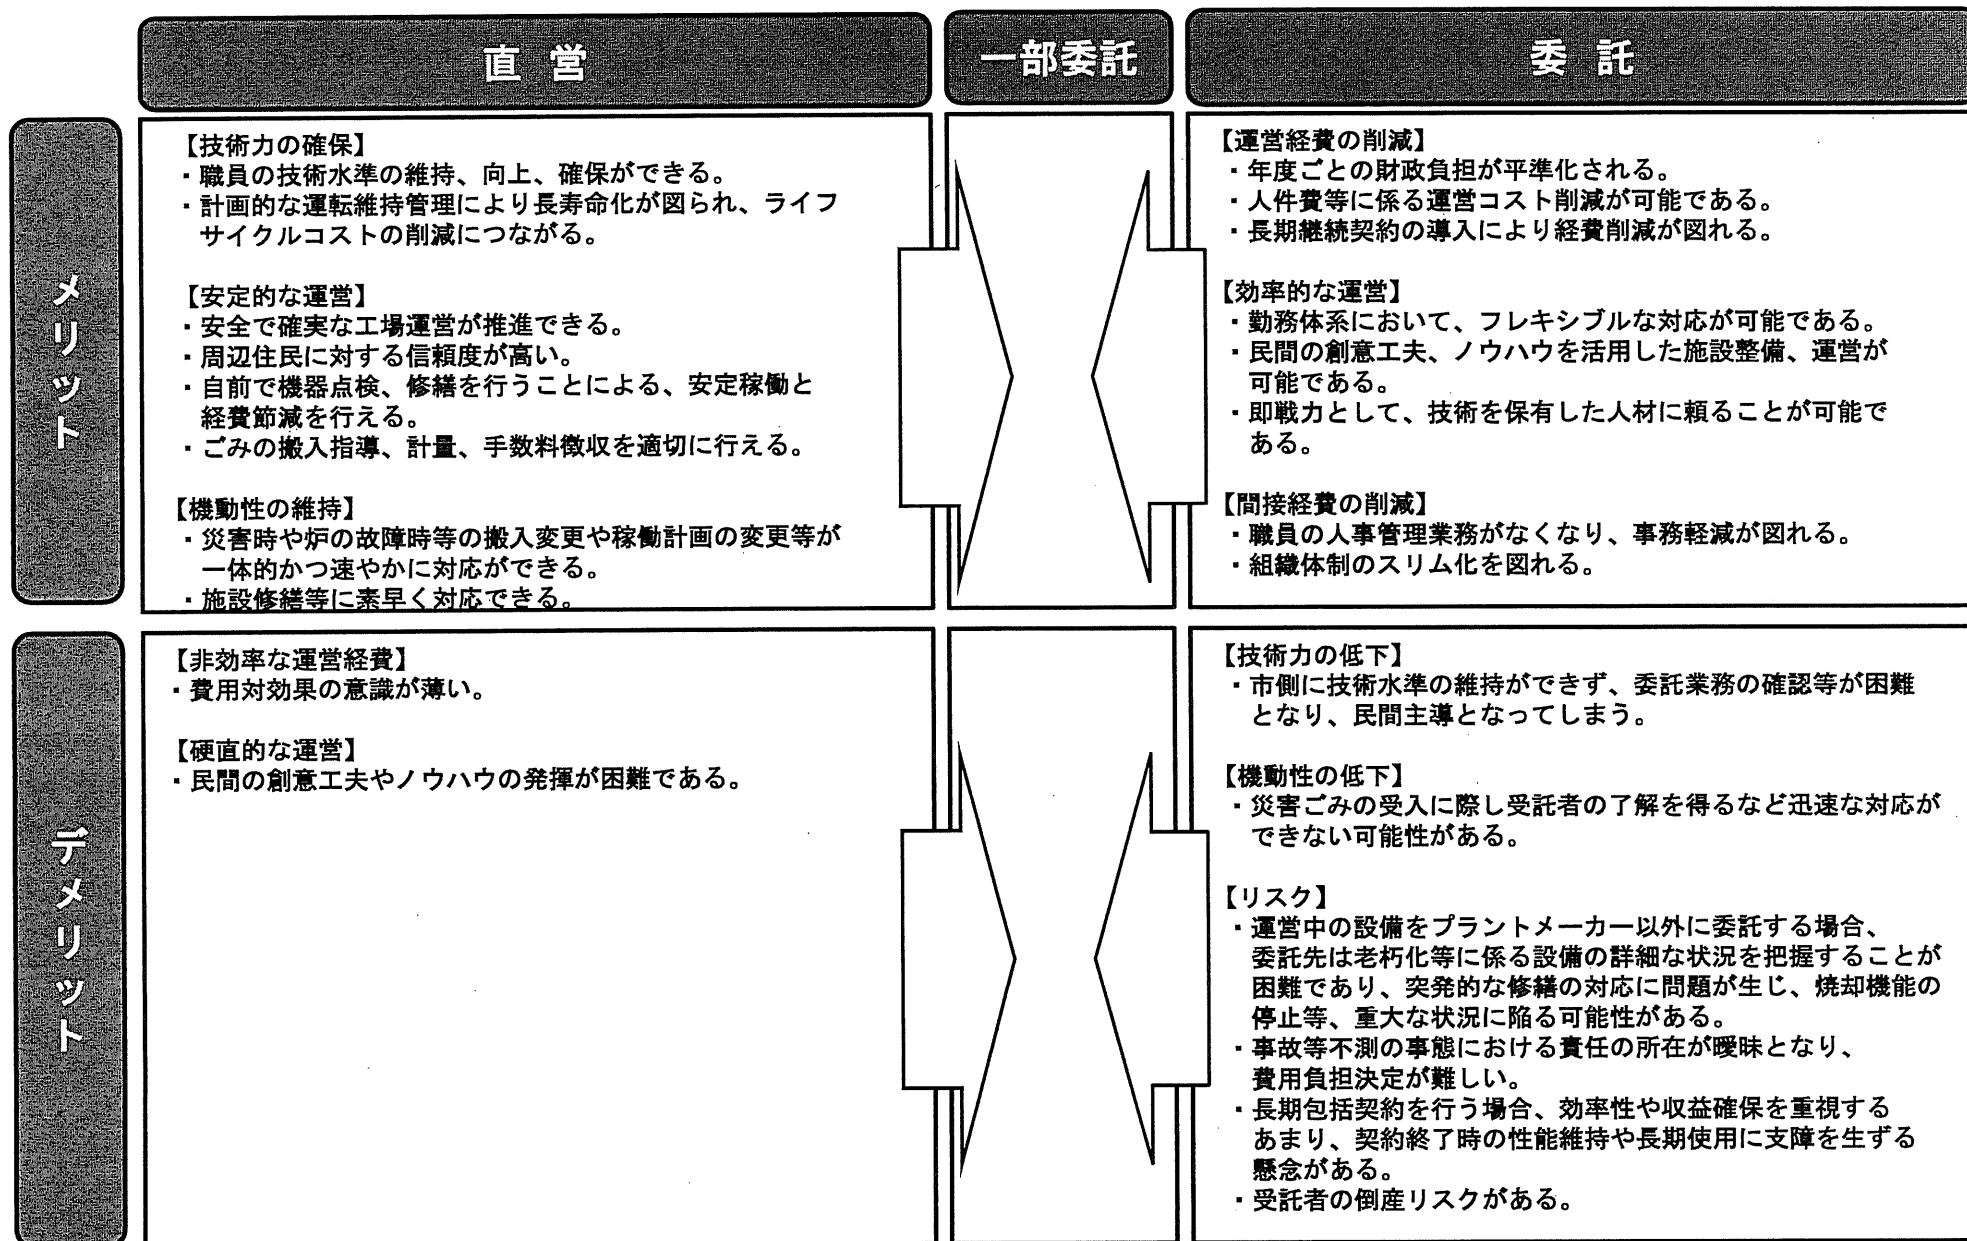 直 営
一部委託
委 託
メリット
【技術力の確保】
・職員の技術水準の維持、向上、確保ができる。
・計画的な運転維持管理により長寿命化が図られ、ライフ
サイクルコストの削減につながる。
【安定的な運営】
・安全で確実な工場運営が推進できる。
・周辺住民に対する信頼度が高い。
・自前で機器点検、修繕を行うことによる、安定稼働と
経費節減を行える。
・ごみの搬入指導、計量、手数料徴収を適切に行える。
【機動性の維持】
・災害時や炉の故障時等の搬入変更や稼働計画の変更等が
一体的かつ速やかに対応ができる。
・施設修繕等に素早く対応できる。
【運営経費の削減】
・年度ごとの財政負担が平準化される。
・人件費等に係る運営コスト削減が可能である。
・長期継続契約の導入により経費削減が図れる。
【効率的な運営】
・勤務体系において、フレキシブルな対応が可能である。
・民間の創意工夫、ノウハウを活用した施設整備、運営が
可能である。
・即戦力として、技術を保有した人材に頼ることが可能で
ある。
【間接経費の削減】
・職員の人事管理業務がなくなり、事務軽減が図れる。
・組織体制のスリム化を図れる。
デメリット
【非効率な運営経費】
・費用対効果の意識が薄い。
【硬直的な運営】
・民間の創意工夫やノウハウの発揮が困難である。
【技術力の低下】
・市側に技術水準の維持ができず、委託業務の確認等が困難
となり、民間主導となってしまう。
【機動性の低下】
・災害ごみの受入に際し受託者の了解を得るなど迅速な対応が
できない可能性がある。
【リスク】
・運営中の設備をプラントメーカー以外に委託する場合、
委託先は老朽化等に係る設備の詳細な状況を把握することが
困難であり、突発的な修繕の対応に問題が生じ、焼却機能の
停止等、重大な状況に陥る可能性がある。
・事故等不測の事態における責任の所在が曖昧となり、
費用負担決定が難しい。
・長期包括契約を行う場合、効率性や収益確保を重視する
あまり、契約終了時の性能維持や長期使用に支障を生ずる
懸念がある。
・受託者の倒産リスクがある。